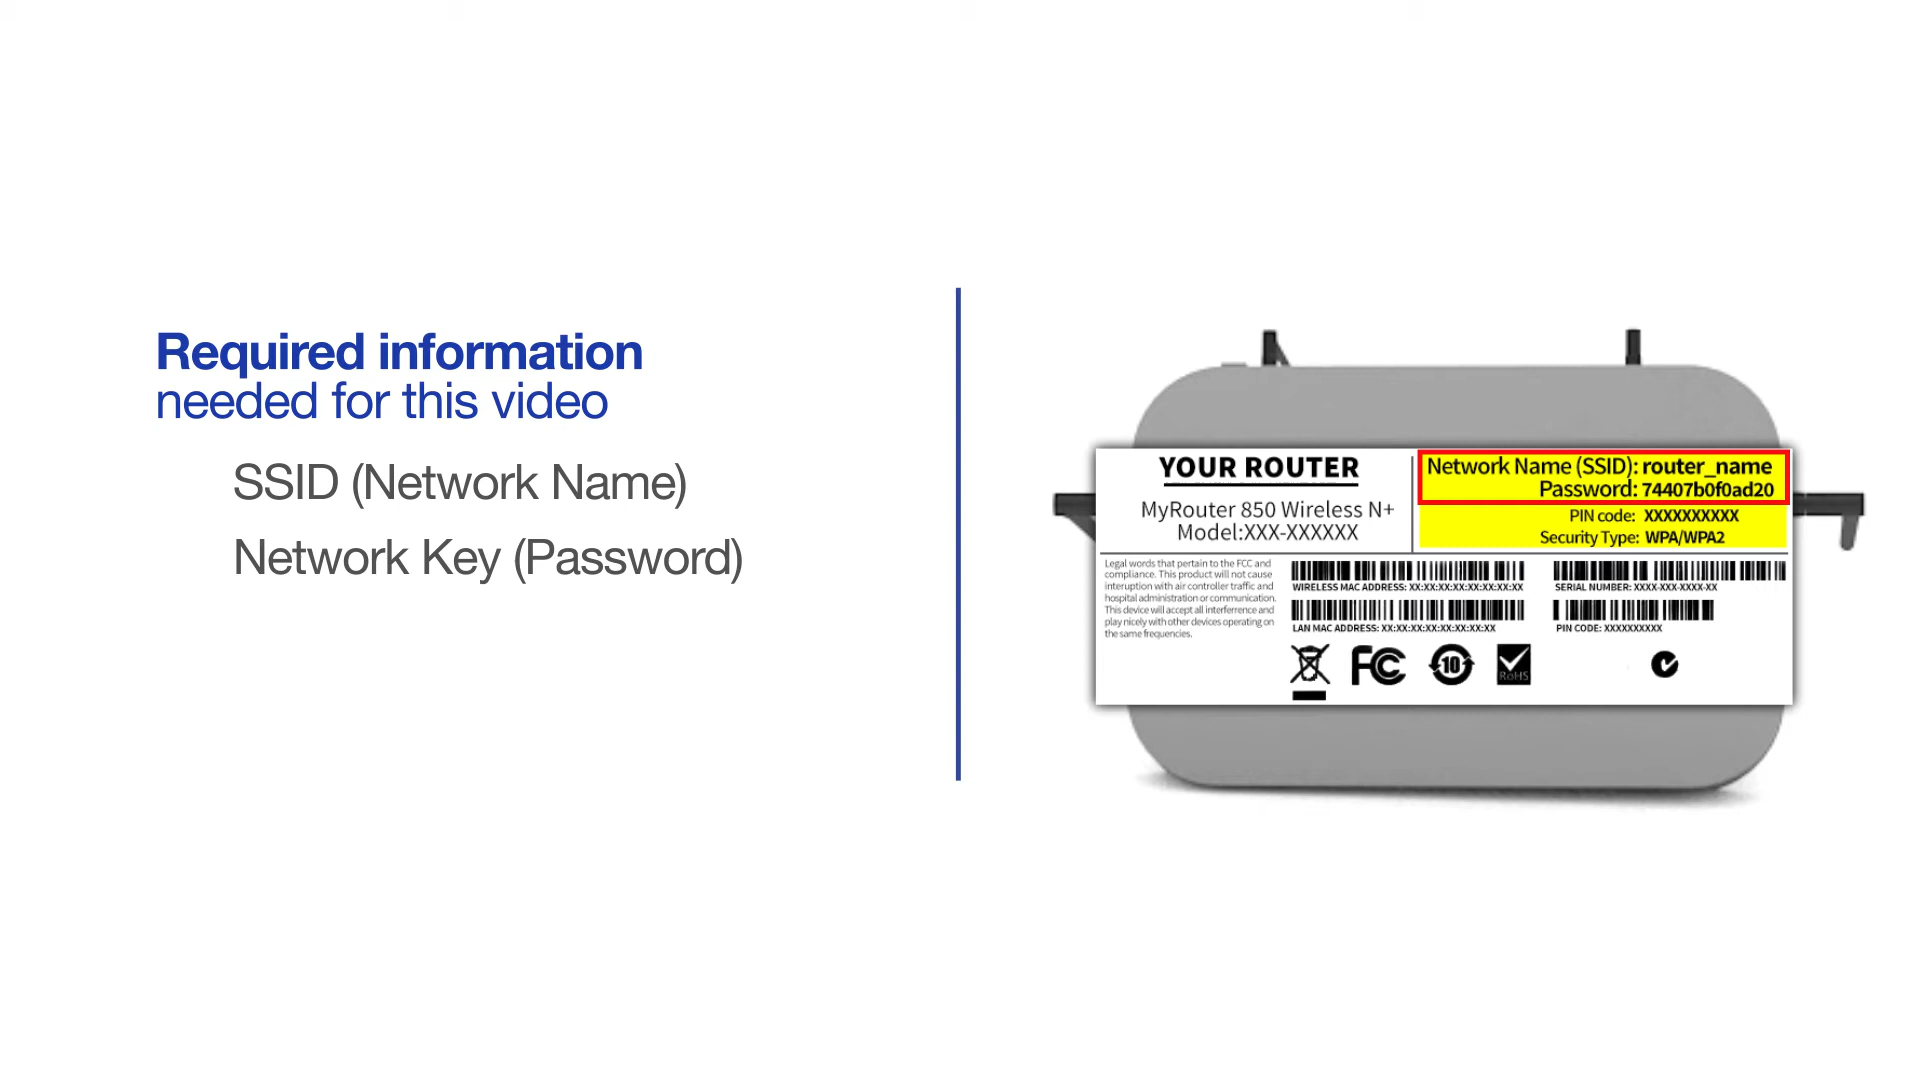 Required information
needed for this video
SSID (Network Name)
Network Key (Password)
YOUR ROUTER
MyRouter 850 Wireless N+
Model:XXX-XXXXXX
Network Name (SSID): router_name
Password: 74407b0f0ad20
PIN code: XXXXXXXXXX
Security Type: WPA/WPA2
Legal words that pertain to the FCC and
compliance. This product will not cause
interuption with air controller traffic and
hospital administration or communication.
This device will accept all interferrence and
play nicely with other devices operating on
the same frequencies.
WIRELESS MAC ADDRESS: XX:XX:XX:XX:XX:XX:XX:XX
LAN MAC ADDRESS: XX:XX:XX:XX:XX:XX:XX:XX
SERIAL NUMBER: XXXX-XXX-XXXX-XX
PIN CODE: XXXXXXXXXX
FC
10
RoHS